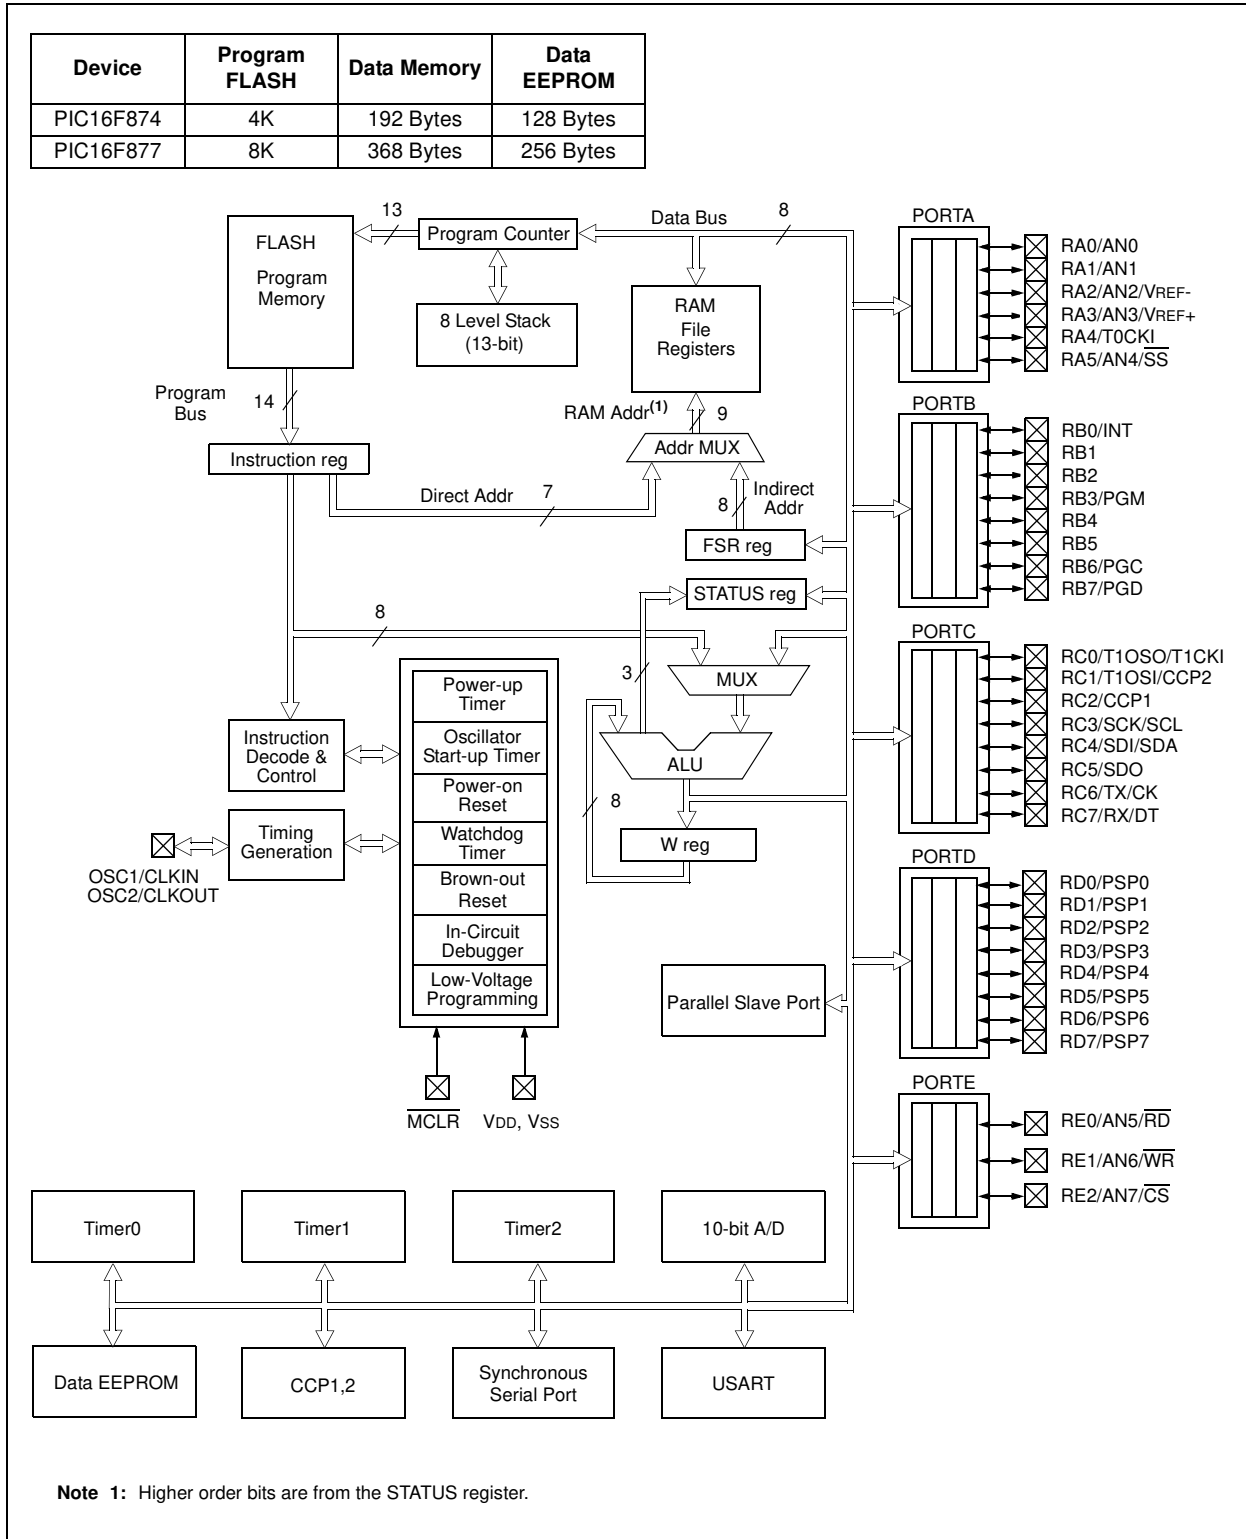 Device Program FLASH Data Memory Data EEPROM
PIC16F874 4K 192 Bytes 128 Bytes
PIC16F877 8K 368 Bytes 256 Bytes
FLASH
Program
Memory
13
Program Counter
8 Level Stack
(13-bit)
Data Bus
8
RAM
File
Registers
Program
Bus
14
RAM Addr(1)
9
Addr MUX
Instruction reg
Direct Addr
7
Indirect
Addr
8
FSR reg
STATUS reg
8
3
MUX
ALU
8
W reg
Instruction
Decode &
Control
Timing
Generation
OSC1/CLKIN
OSC2/CLKOUT
Power-up
Timer
Oscillator
Start-up Timer
Power-on
Reset
Watchdog
Timer
Brown-out
Reset
In-Circuit
Debugger
Low-Voltage
Programming
MCLR
VDD, VSS
Parallel Slave Port
PORTA
RA0/AN0
RA1/AN1
RA2/AN2/VREF-
RA3/AN3/VREF+
RA4/T0CKI
RA5/AN4/SS
PORTB
RB0/INT
RB1
RB2
RB3/PGM
RB4
RB5
RB6/PGC
RB7/PGD
PORTC
RC0/T1OSO/T1CKI
RC1/T1OSI/CCP2
RC2/CCP1
RC3/SCK/SCL
RC4/SDI/SDA
RC5/SDO
RC6/TX/CK
RC7/RX/DT
PORTD
RD0/PSP0
RD1/PSP1
RD2/PSP2
RD3/PSP3
RD4/PSP4
RD5/PSP5
RD6/PSP6
RD7/PSP7
PORTE
RE0/AN5/RD
RE1/AN6/WR
RE2/AN7/CS
Timer0
Timer1
Timer2
10-bit A/D
Data EEPROM
CCP1,2
Synchronous
Serial Port
USART
Note 1: Higher order bits are from the STATUS register.